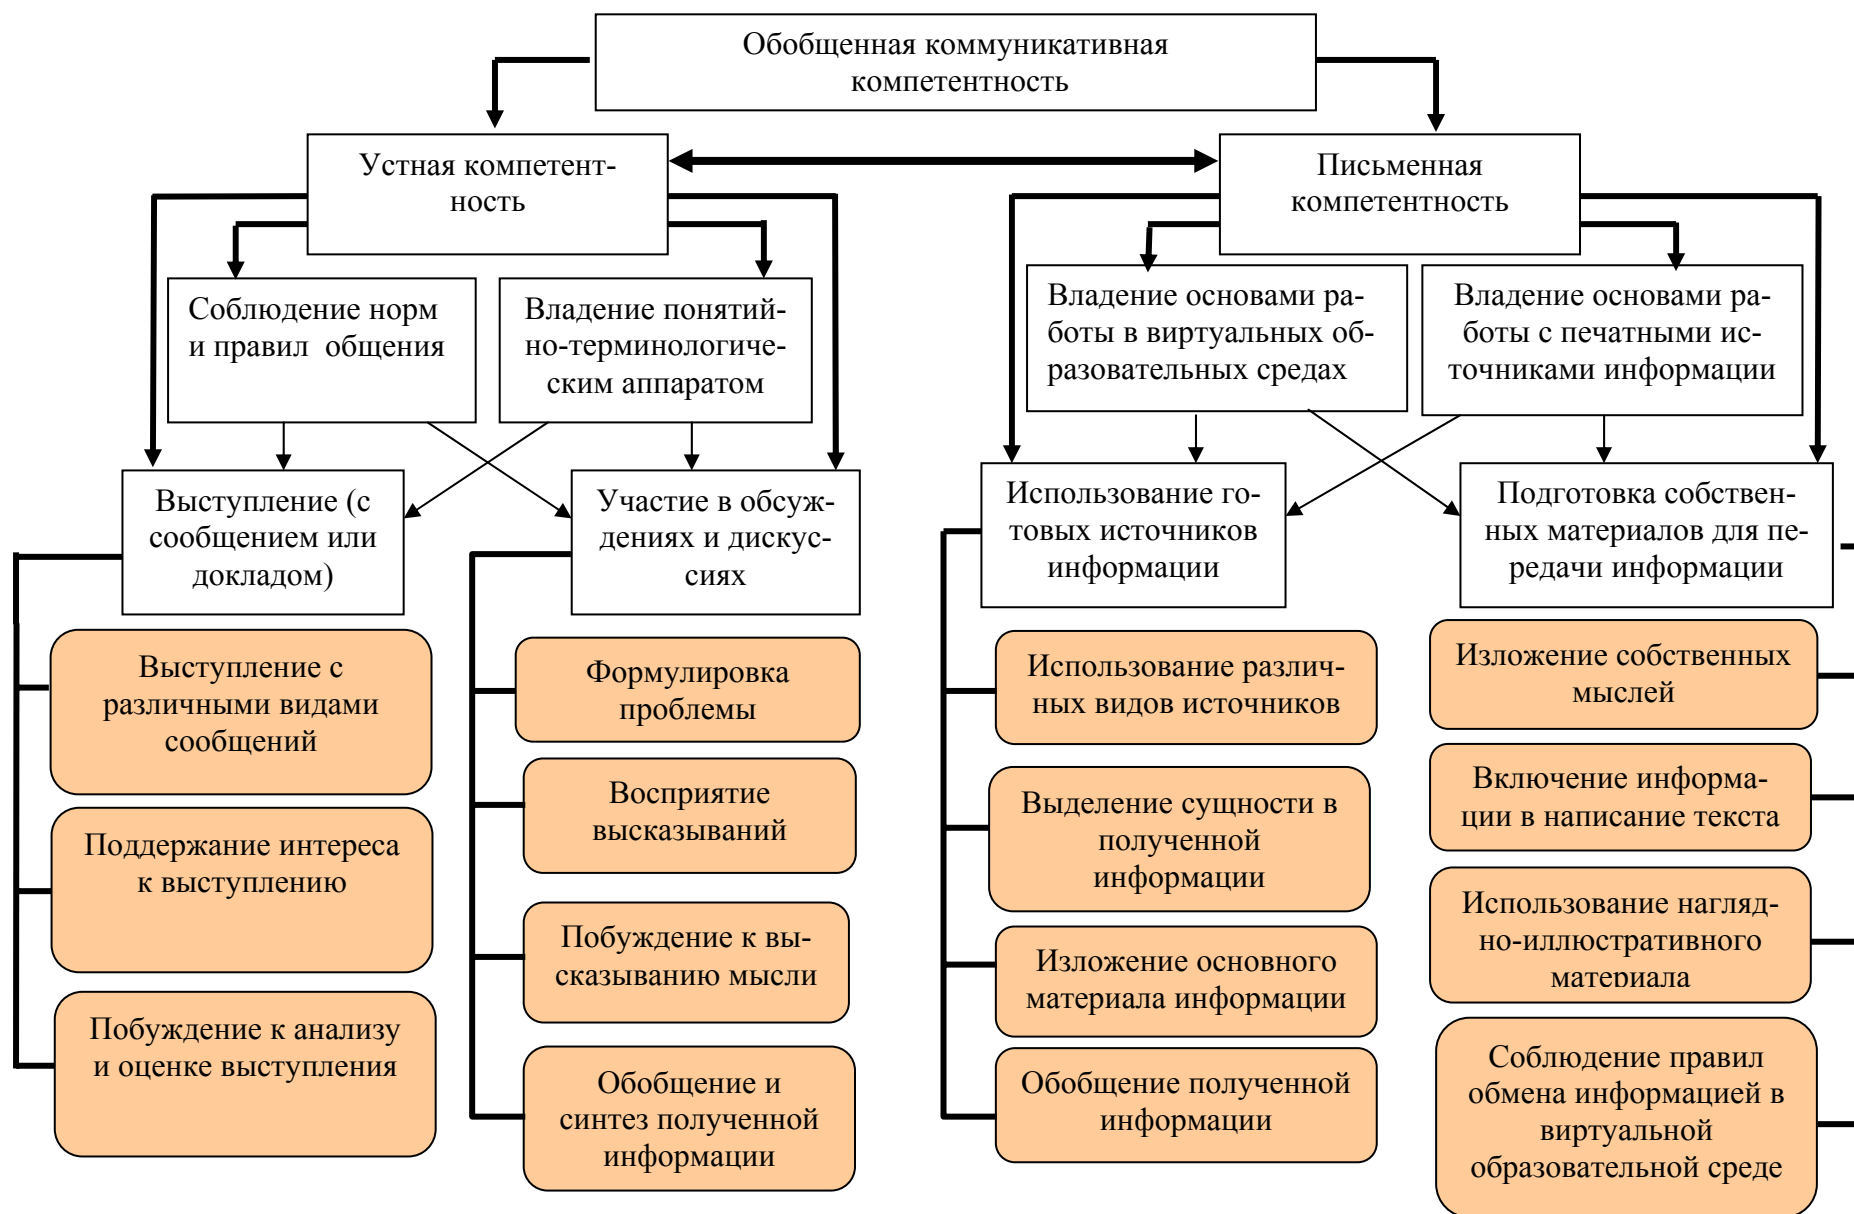 Обобщенная коммуникативная
компетентность
Устная компетент-
ность
Письменная
компетентность
Соблюдение норм
и правил общения
Владение понятий-
но-терминологиче-
ским аппаратом
Владение основами ра-
боты в виртуальных об-
разовательных средах
Владение основами ра-
боты с печатными ис-
точниками информации
Выступление (с
сообщением или
докладом)
Участие в обсуж-
дениях и дискус-
сиях
Использование го-
товых источников
информации
Подготовка собствен-
ных материалов для пе-
редачи информации
Выступление с
различными видами
сообщений
Поддержание интереса
к выступлению
Побуждение к анализу
и оценке выступления
Формулировка
проблемы
Восприятие
высказываний
Побуждение к вы-
сказыванию мысли
Обобщение и
синтез полученной
информации
Использование различ-
ных видов источников
Выделение сущности в
полученной
информации
Изложение основного
материала информации
Обобщение полученной
информации
Изложение собственных
мыслей
Включение информа-
ции в написание текста
Использование нагляд-
но-иллюстративного
материала
Соблюдение правил
обмена информацией в
виртуальной
образовательной среде